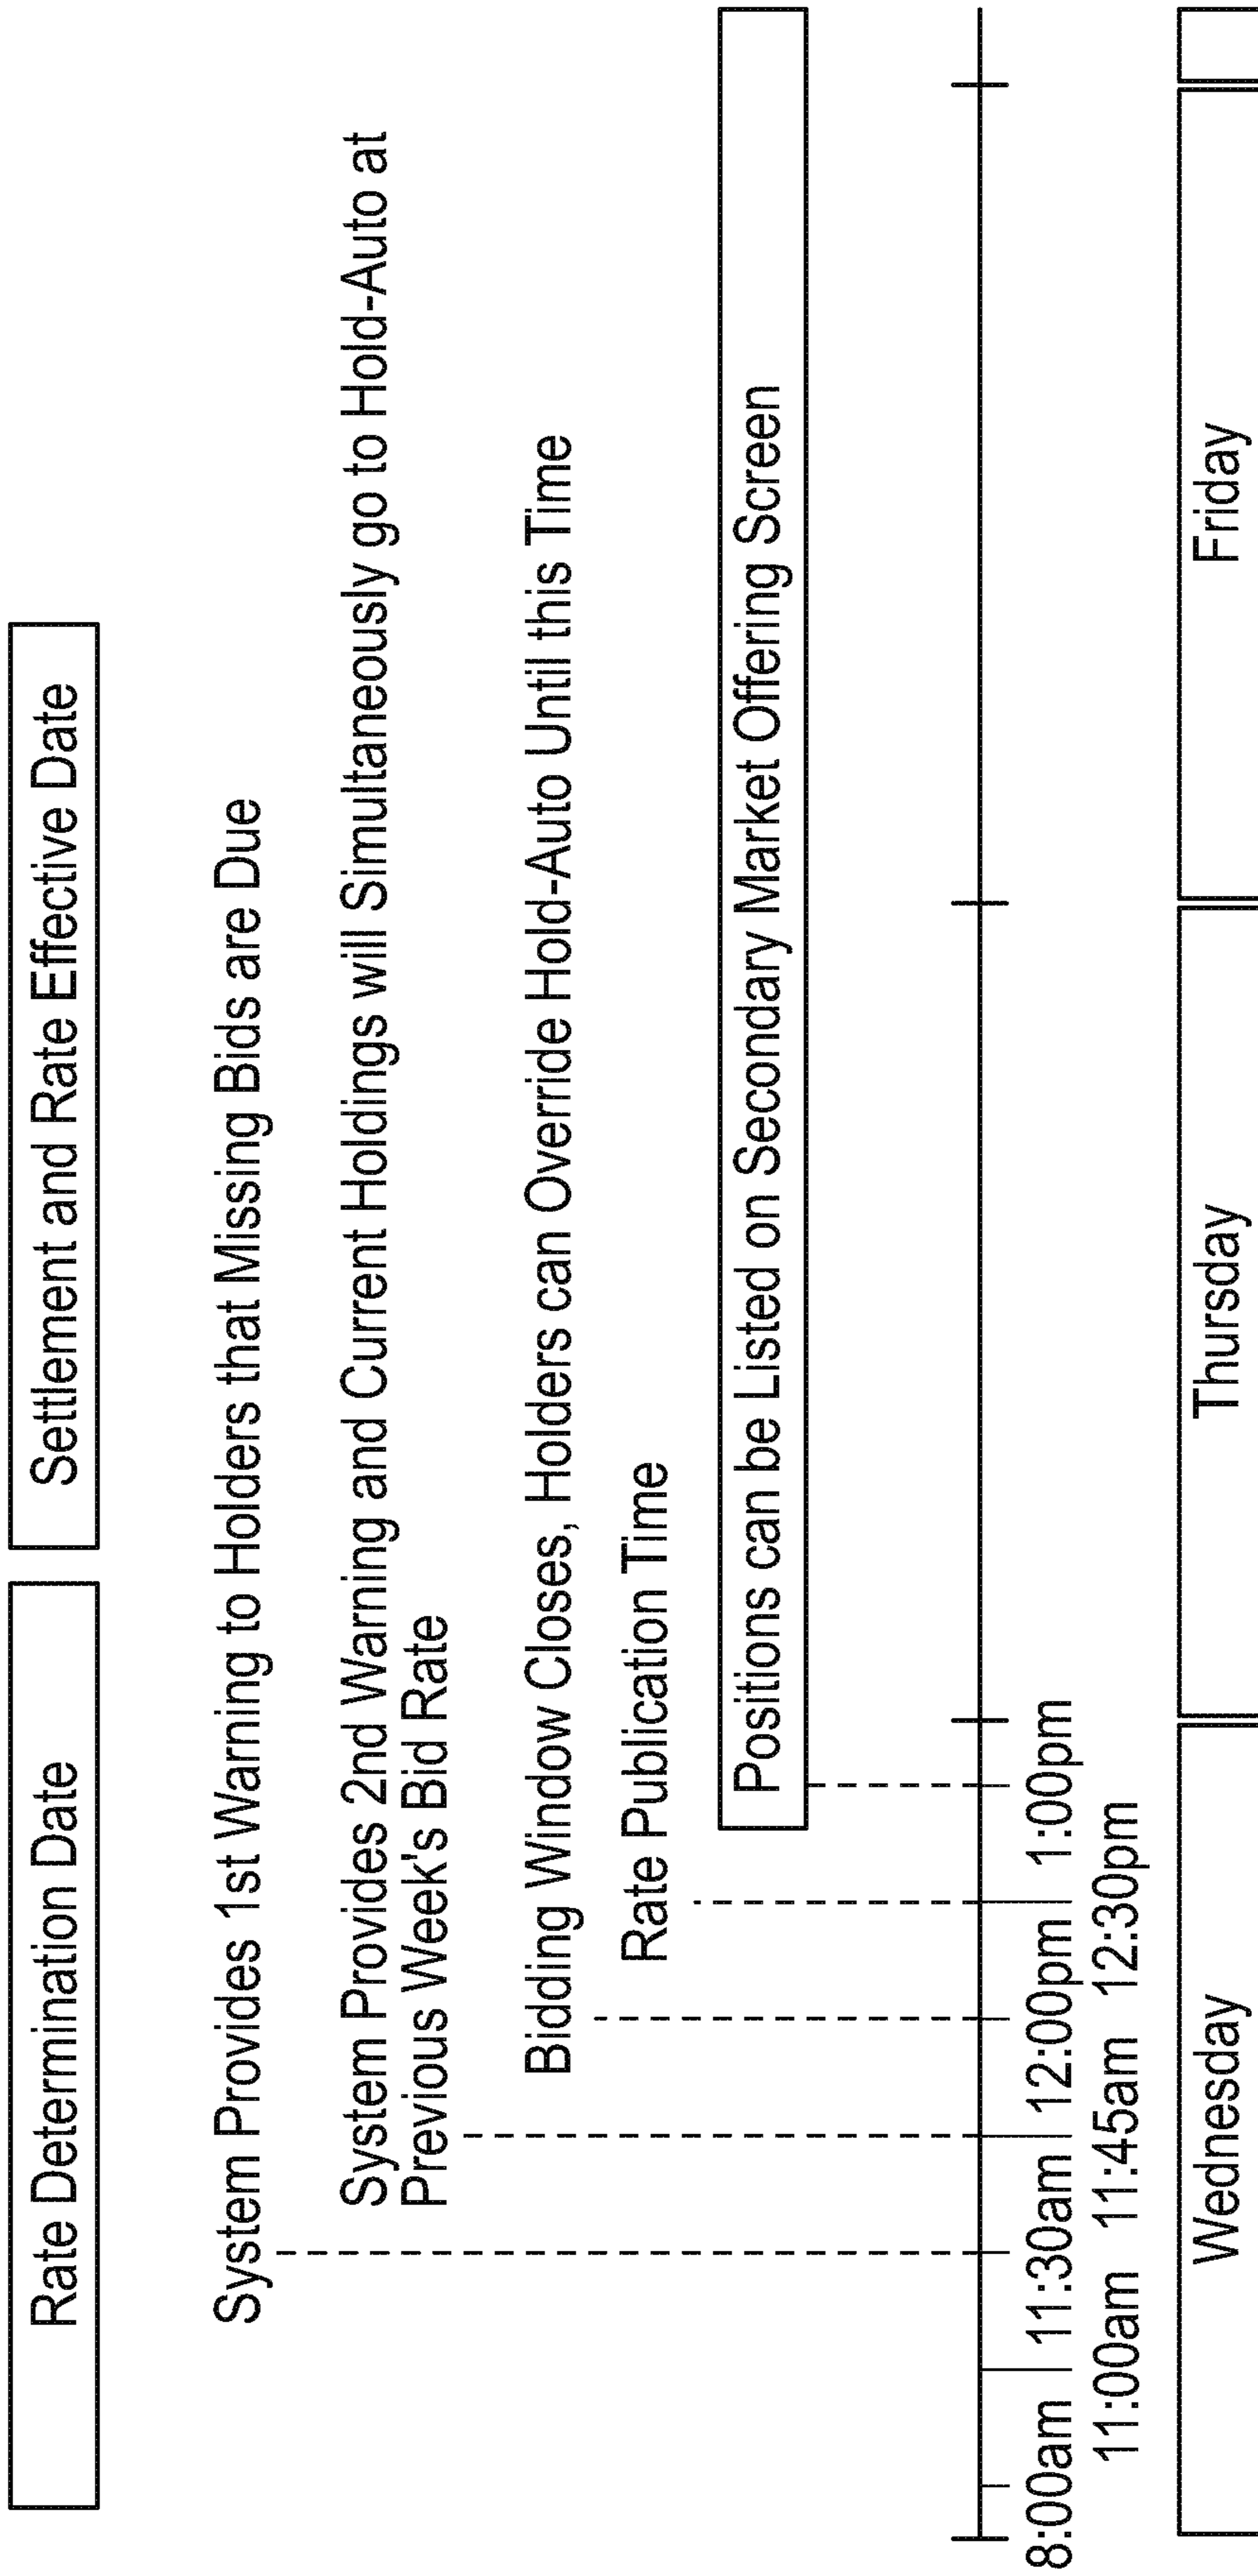 Rate Determination Date
Settlement and Rate Effective Date
System Provides 1st Warning to Holders that Missing Bids are Due
System Provides 2nd Warning and Current Holdings will Simultaneously go to Hold-Auto at
Previous Week's Bid Rate
Bidding Window Closes, Holders can Override Hold-Auto Until this Time
Rate Publication Time
Positions can be Listed on Secondary Market Offering Screen
8:00am 11:30am 12:00pm 1:00pm
11:00am 11:45am 12:30pm
Wednesday
Thursday
Friday